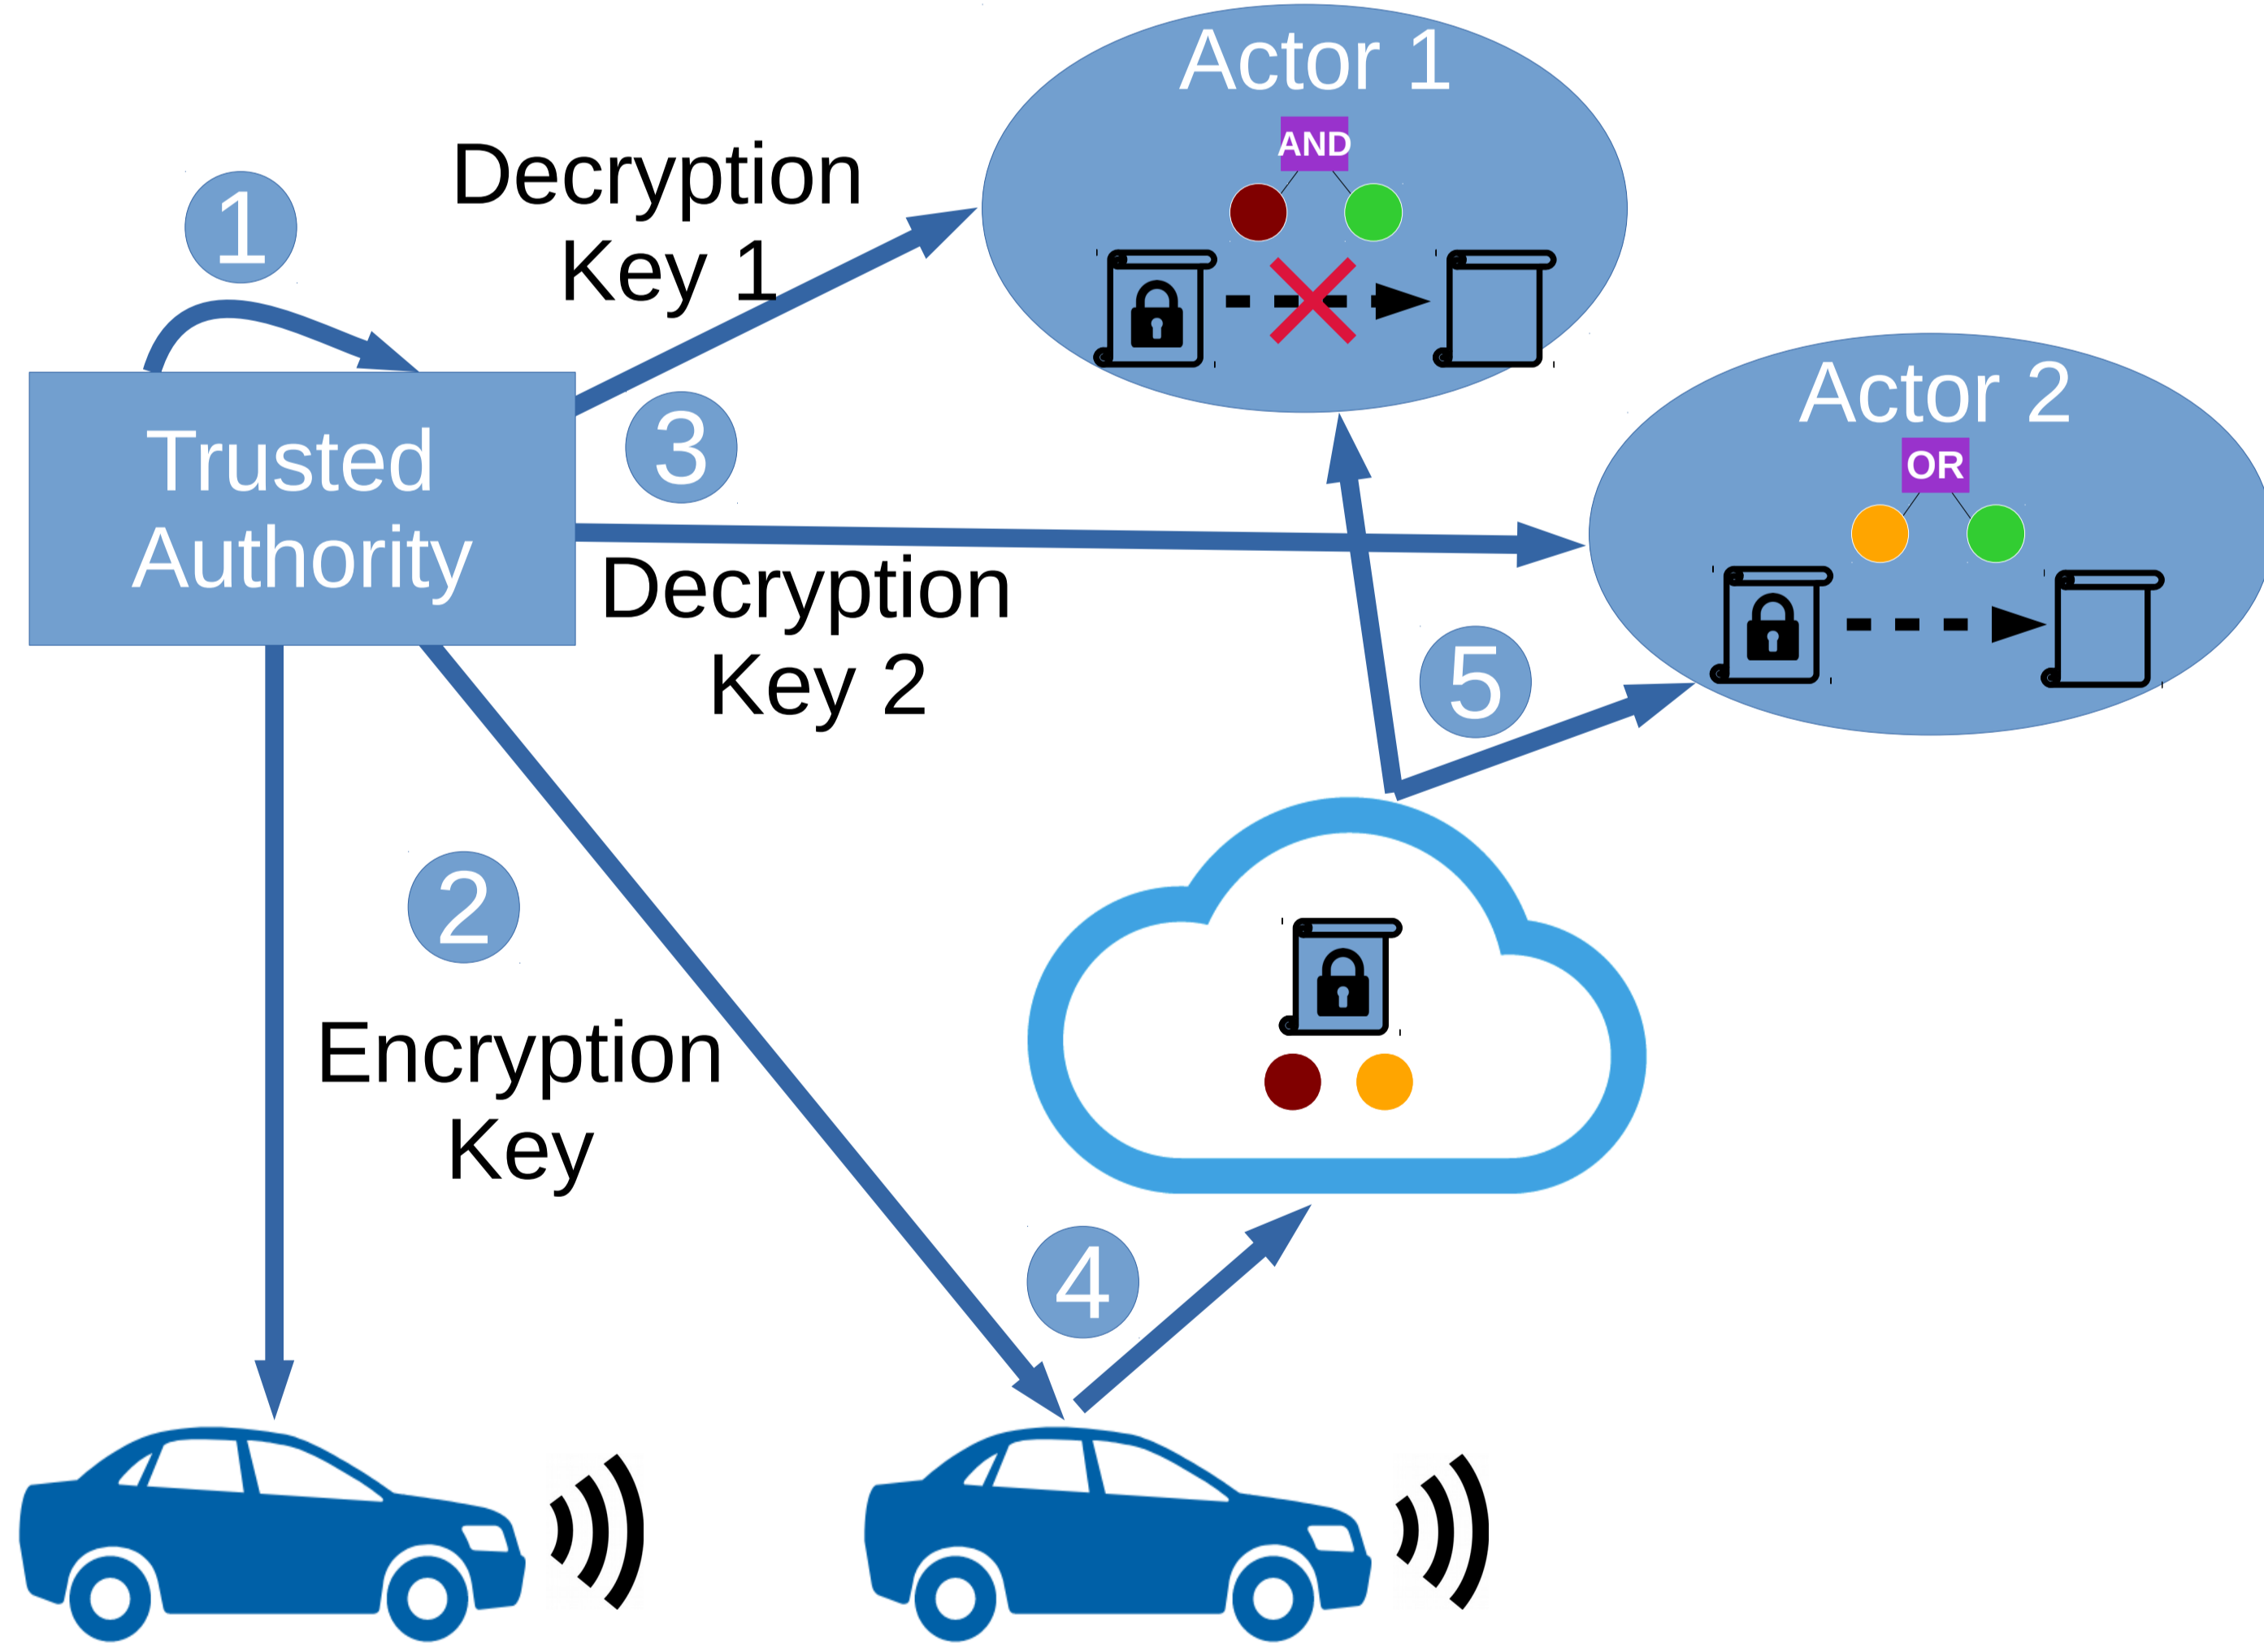 Actor 1
AND
Decryption
Key 1
1
Actor 2
OR
3
Trusted
Authority
Decryption
Key 2
5
2
Encryption
Key
4